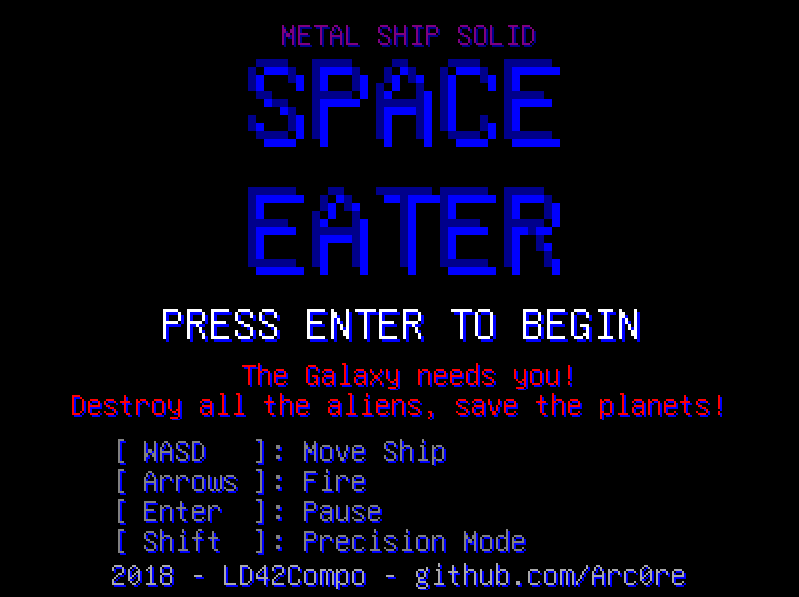 METAL SHIP SOLID
SPACE
EATER
PRESS ENTER TO BEGIN
The Galaxy needs you!
Destroy all the aliens, save the planets!
[ WASD   ]: Move Ship
[ Arrows ]: Fire
[ Enter  ]: Pause
[ Shift  ]: Precision Mode
2018 - LD42Compo - github.com/Arc0re